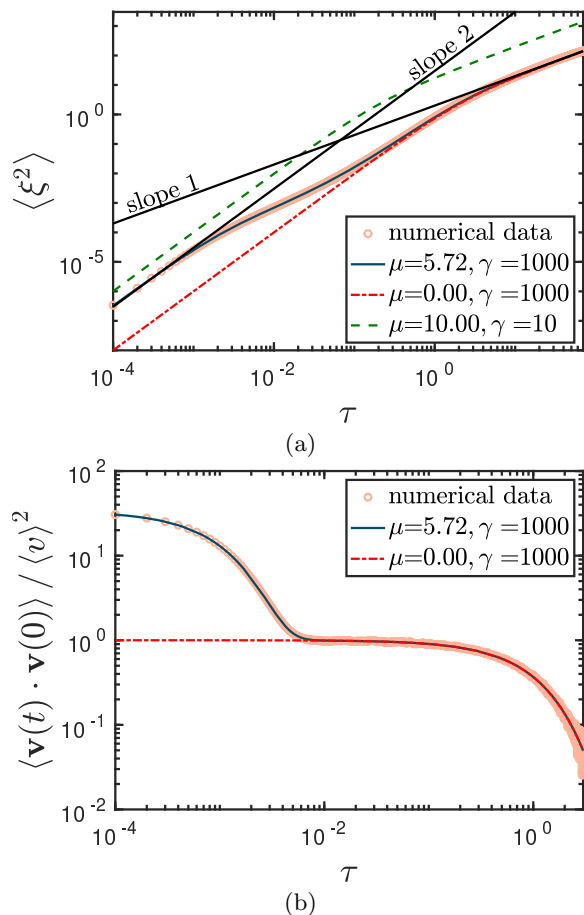 slope 2
10^0
⟨ξ^2⟩
slope 1
10^-5
numerical data
μ=5.72, γ =1000
μ=0.00, γ =1000
μ=10.00, γ =10
10^-4 10^-2 10^0
τ
(a)
10^2
numerical data
μ=5.72, γ =1000
μ=0.00, γ =1000
10^1
⟨v(t) · v(0)⟩ / ⟨v⟩^2
10^0
10^-1
10^-2
10^-4 10^-2 10^0
τ
(b)